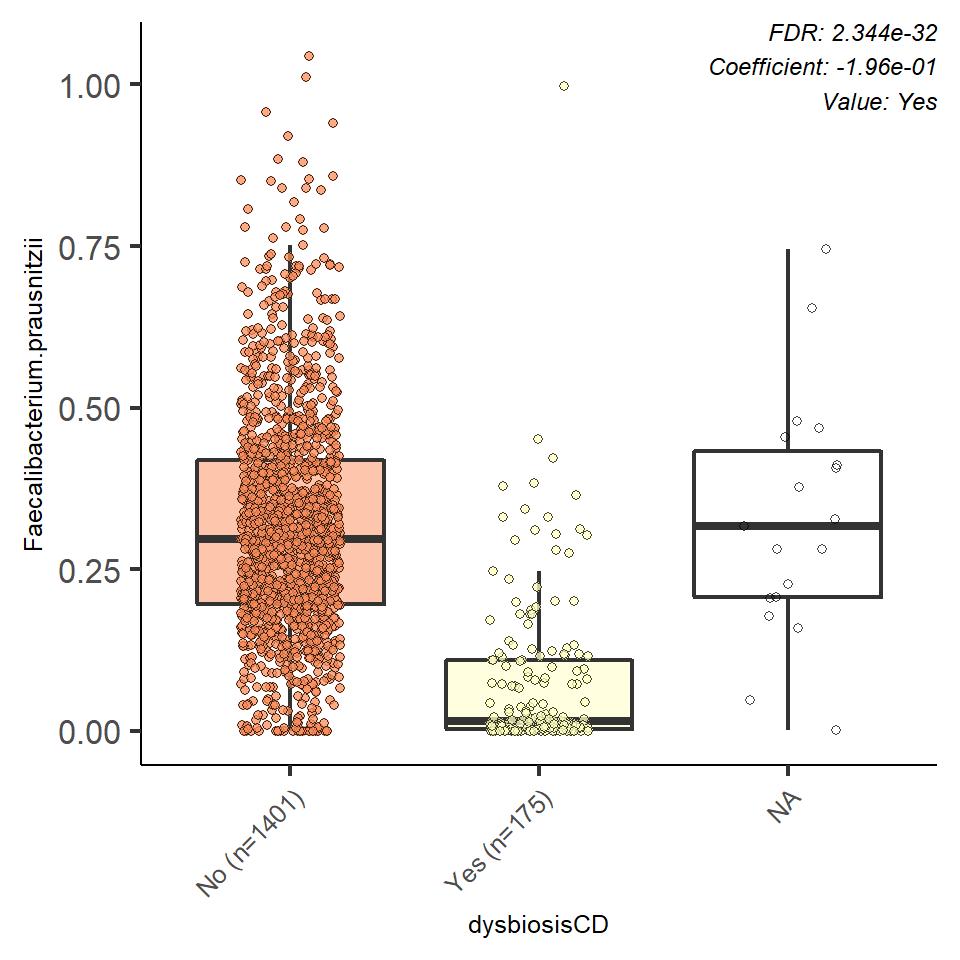 FDR: 2.344e-32
Coefficient: -1.96e-01
Value: Yes
Faecalibacterium.prausnitzii
1.00
0.75
0.50
0.25
0.00
No (n=1401)
Yes (n=175)
NA
dysbiosisCD